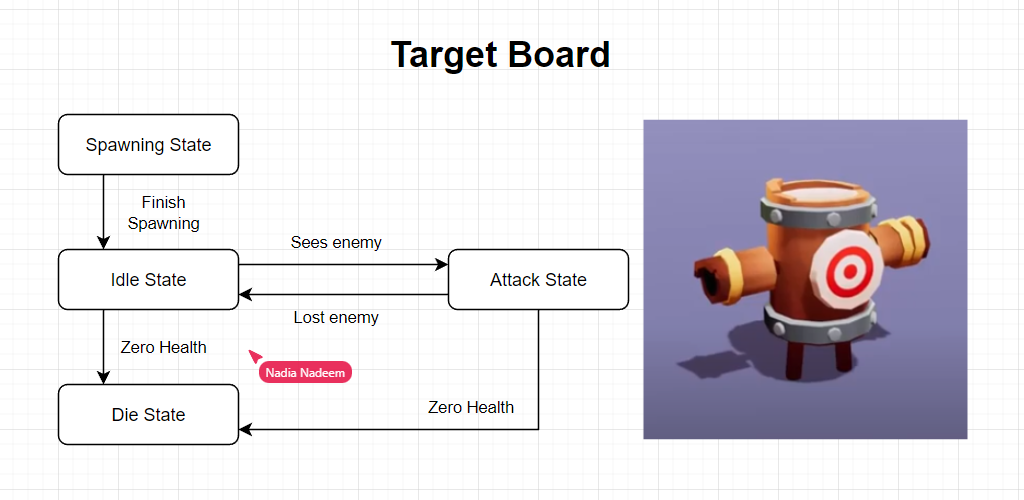 Target Board
Spawning State
Finish
Spawning
Sees enemy
Idle State
Attack State
Lost enemy
Zero Health
Nadia Nadeem
Zero Health
Die State